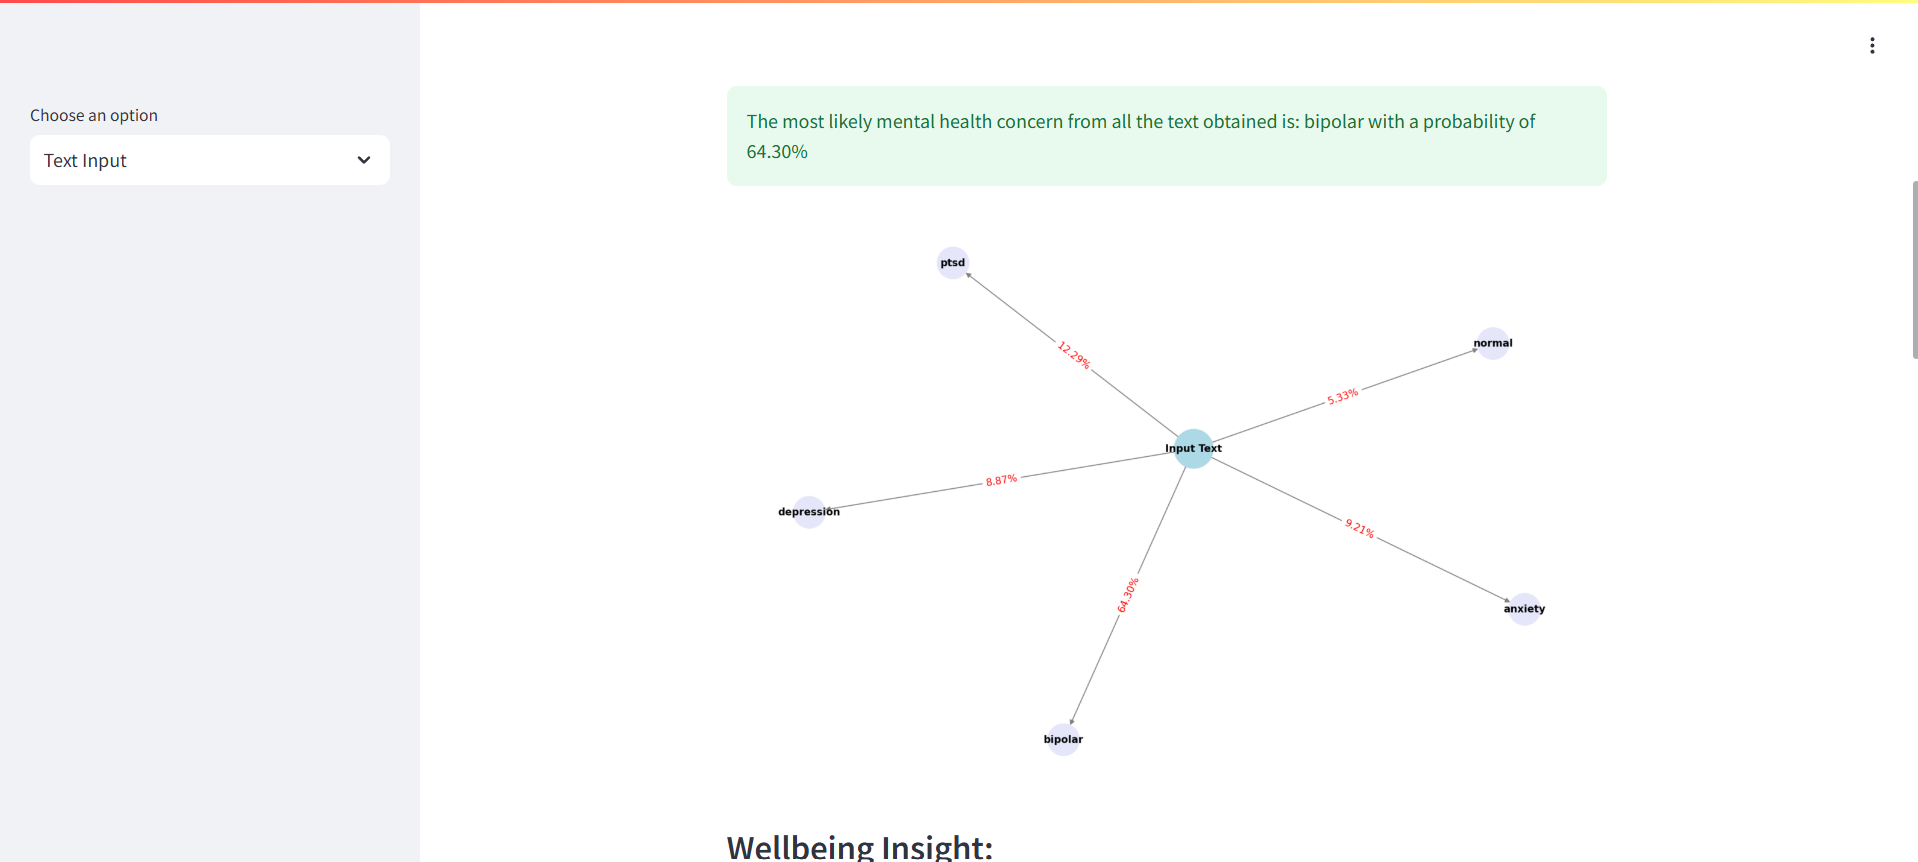 Choose an option
Text Input
The most likely mental health concern from all the text obtained is: bipolar with a probability of
64.30%
ptsd
normal
12.29%
5.33%
Input Text
8.87%
depression
9.21%
64.30%
anxiety
bipolar
Wellbeing Insight: